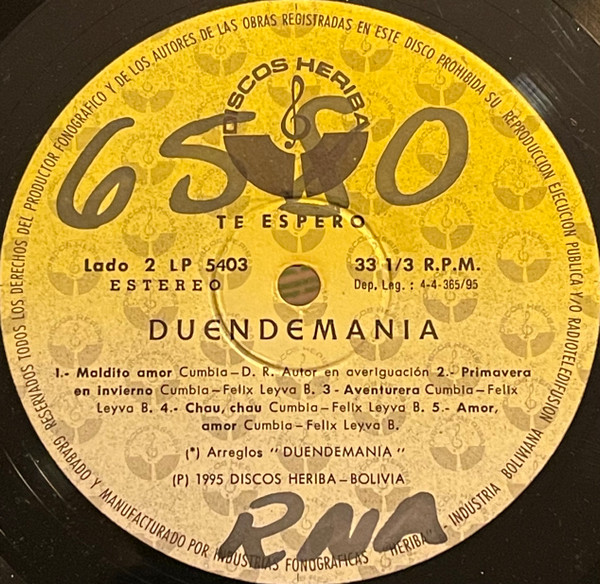 RESERVADOS TODOS LOS DERECHOS DEL PRODUCTOR FONOGRÁFICO Y DE LOS AUTORES DE LAS OBRAS REGISTRADAS EN ESTE DISCO PROHIBIDA SU REPRODUCCION EJECUCION PUBLICA Y/O RADIOTELEDIFUSION
DISCOS HERIBA
TE ESPERO
Lado 2 LP 5403
33 1/3 R.P.M.
ESTEREO
Dep. Leg. : 4-4-365/95
DUENDEMANIA
1.- Maldito amor Cumbia-D. R. Autor en averiguación 2.- Primavera
en invierno Cumbia-Felix Leyva B. 3 - Aventurera Cumbia-Felix
Leyva B. 4.- Chau, chau Cumbia-Felix Leyva B. 5.- Amor,
amor Cumbia-Felix Leyva B.
(*) Arreglos "DUENDEMANIA"
(P) 1995 DISCOS HERIBA-BOLIVIA
RNA
GRABADO Y MANUFACTURADO POR INDUSTRIAS FONOGRÁFICAS "HERIBA" - INDUSTRIA BOLIVIANA